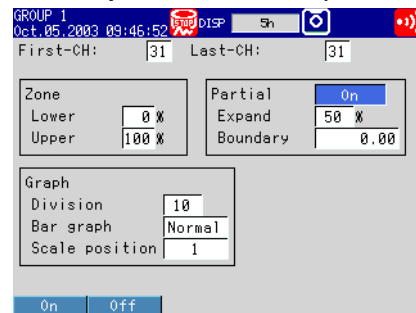 GROUP 1
Oct.05.2003 09:46:52 STOP DISP 5h
First-CH: 31 Last-CH: 31
Zone
Lower 0 %
Upper 100 %
Partial On
Expand 50 %
Boundary 0.00
Graph
Division 10
Bar graph Normal
Scale position 1
On Off